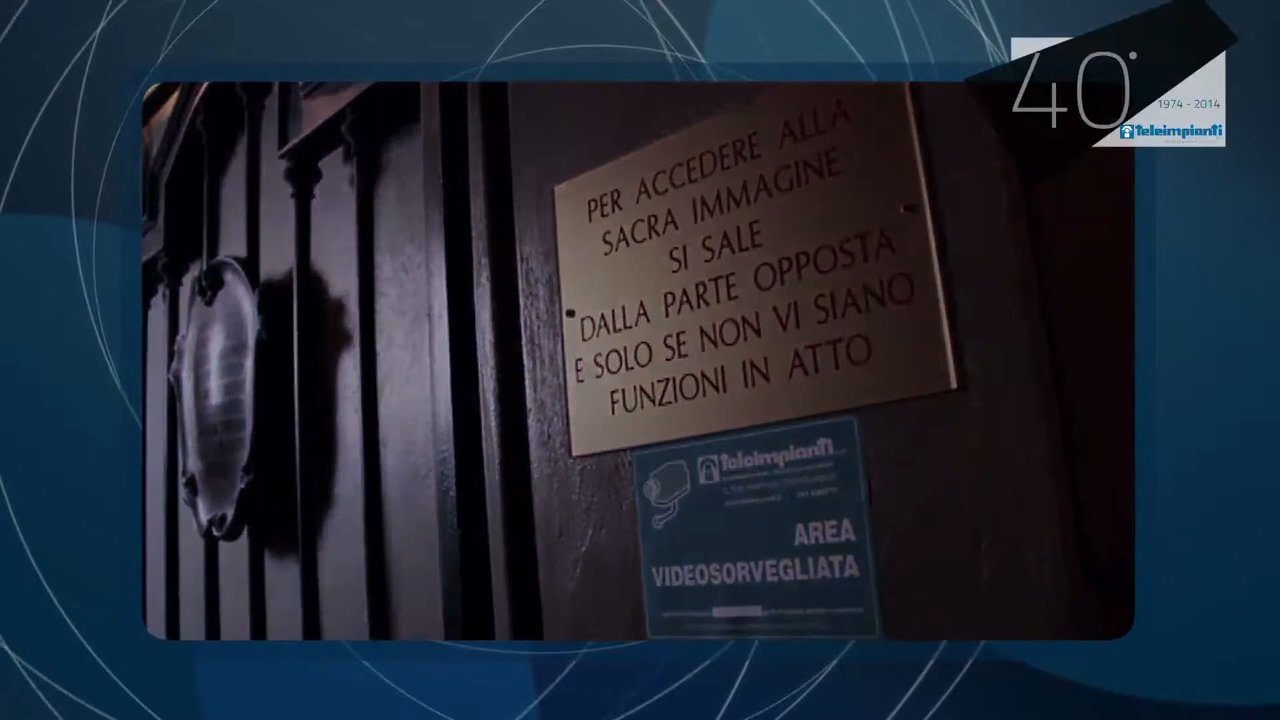 40°
1974 - 2014
teleimpianti
PER ACCEDERE ALLA
SACRA IMMAGINE
SI SALE
DALLA PARTE OPPOSTA
E SOLO SE NON VI SIANO
FUNZIONI IN ATTO
teleimpianti
AREA
VIDEOSORVEGLIATA